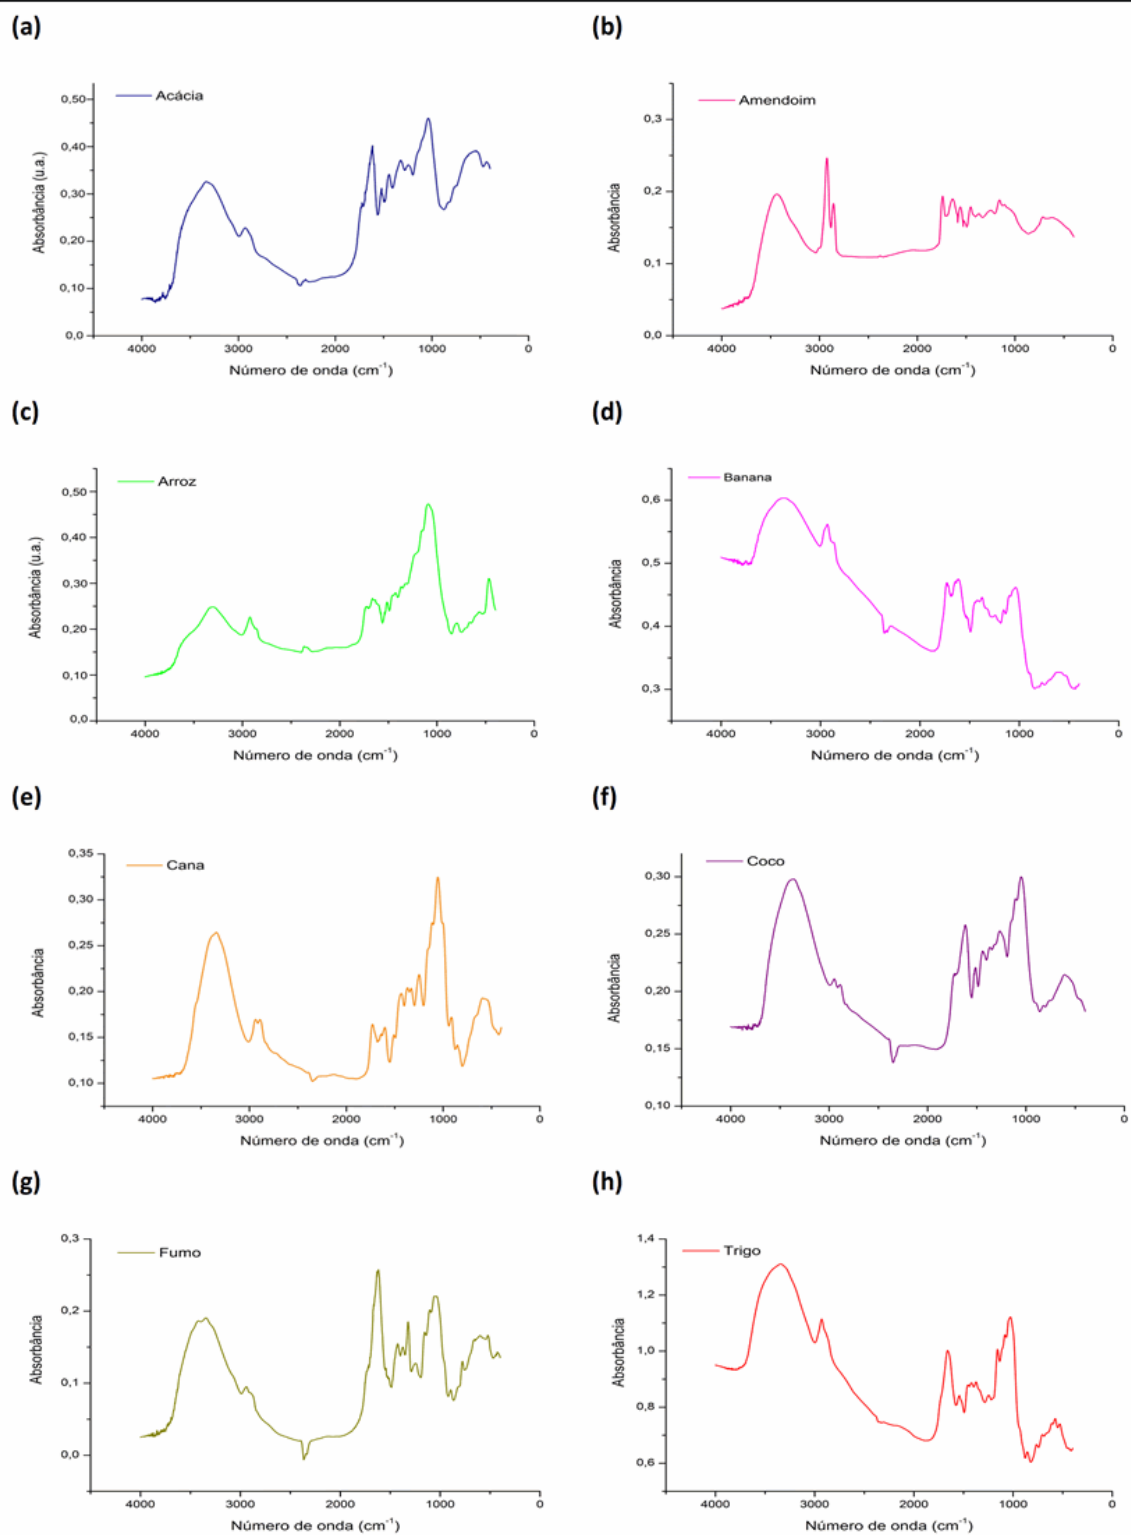 (a)
(b)
Acácia
Absorbância (u.a.)
0,50
0,40
0,30
0,20
0,10
0,0
4000 3000 2000 1000 0
Número de onda (cm-1)
Amendoim
Absorbância
0,3
0,2
0,1
0,0
4000 3000 2000 1000 0
Número de onda (cm-1)
(c)
(d)
Arroz
Absorbância (u.a.)
0,50
0,40
0,30
0,20
0,10
0,0
4000 3000 2000 1000 0
Número de onda (cm-1)
Banana
Absorbância
0,6
0,5
0,4
0,3
4000 3000 2000 1000 0
Número de onda (cm-1)
(e)
(f)
Cana
Absorbância
0,35
0,30
0,25
0,20
0,15
0,10
4000 3000 2000 1000 0
Número de onda (cm-1)
Coco
Absorbância
0,30
0,25
0,20
0,15
0,10
4000 3000 2000 1000 0
Número de onda (cm-1)
(g)
(h)
Fumo
Absorbância
0,3
0,2
0,1
0,0
4000 3000 2000 1000 0
Número de onda (cm-1)
Trigo
Absorbância
1,4
1,2
1,0
0,8
0,6
4000 3000 2000 1000 0
Número de onda (cm-1)